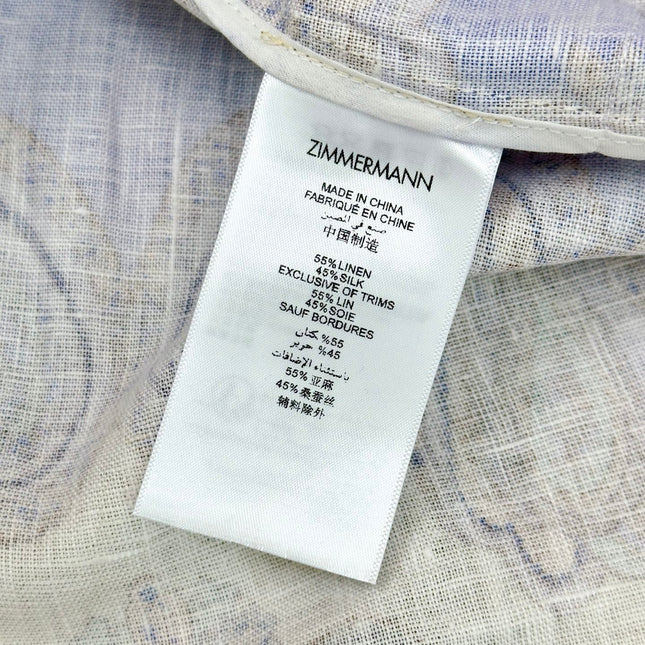 ZIMMERMANN
MADE IN CHINA
FABRIQUÉ EN CHINE
صنع في الصين
中国制造
55% LINEN
45% SILK
EXCLUSIVE OF TRIMS
55% LIN
45% SOIE
SAUF BORDURES
%55 كتان
%45 حرير
باستثناء الإضافات
55% 亚麻
45% 桑蚕丝
辅料除外